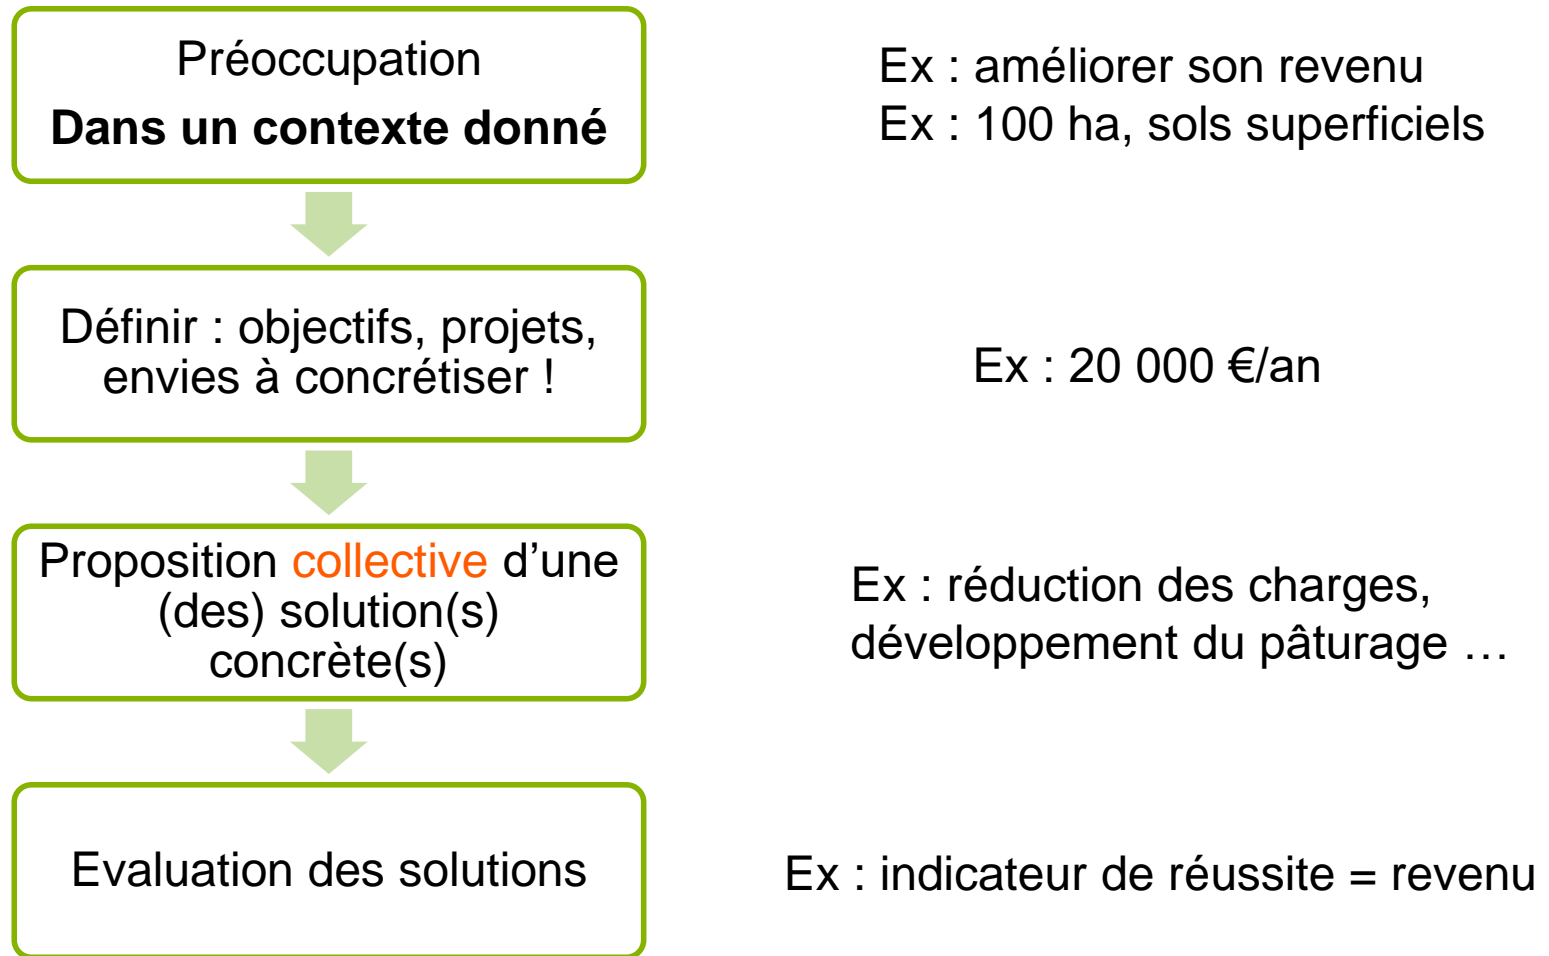 Préoccupation
Dans un contexte donné
Ex : améliorer son revenu
Ex : 100 ha, sols superficiels
Définir : objectifs, projets,
envies à concrétiser !
Ex : 20 000 €/an
Proposition collective d’une
(des) solution(s)
concrète(s)
Ex : réduction des charges,
développement du pâturage …
Evaluation des solutions
Ex : indicateur de réussite = revenu